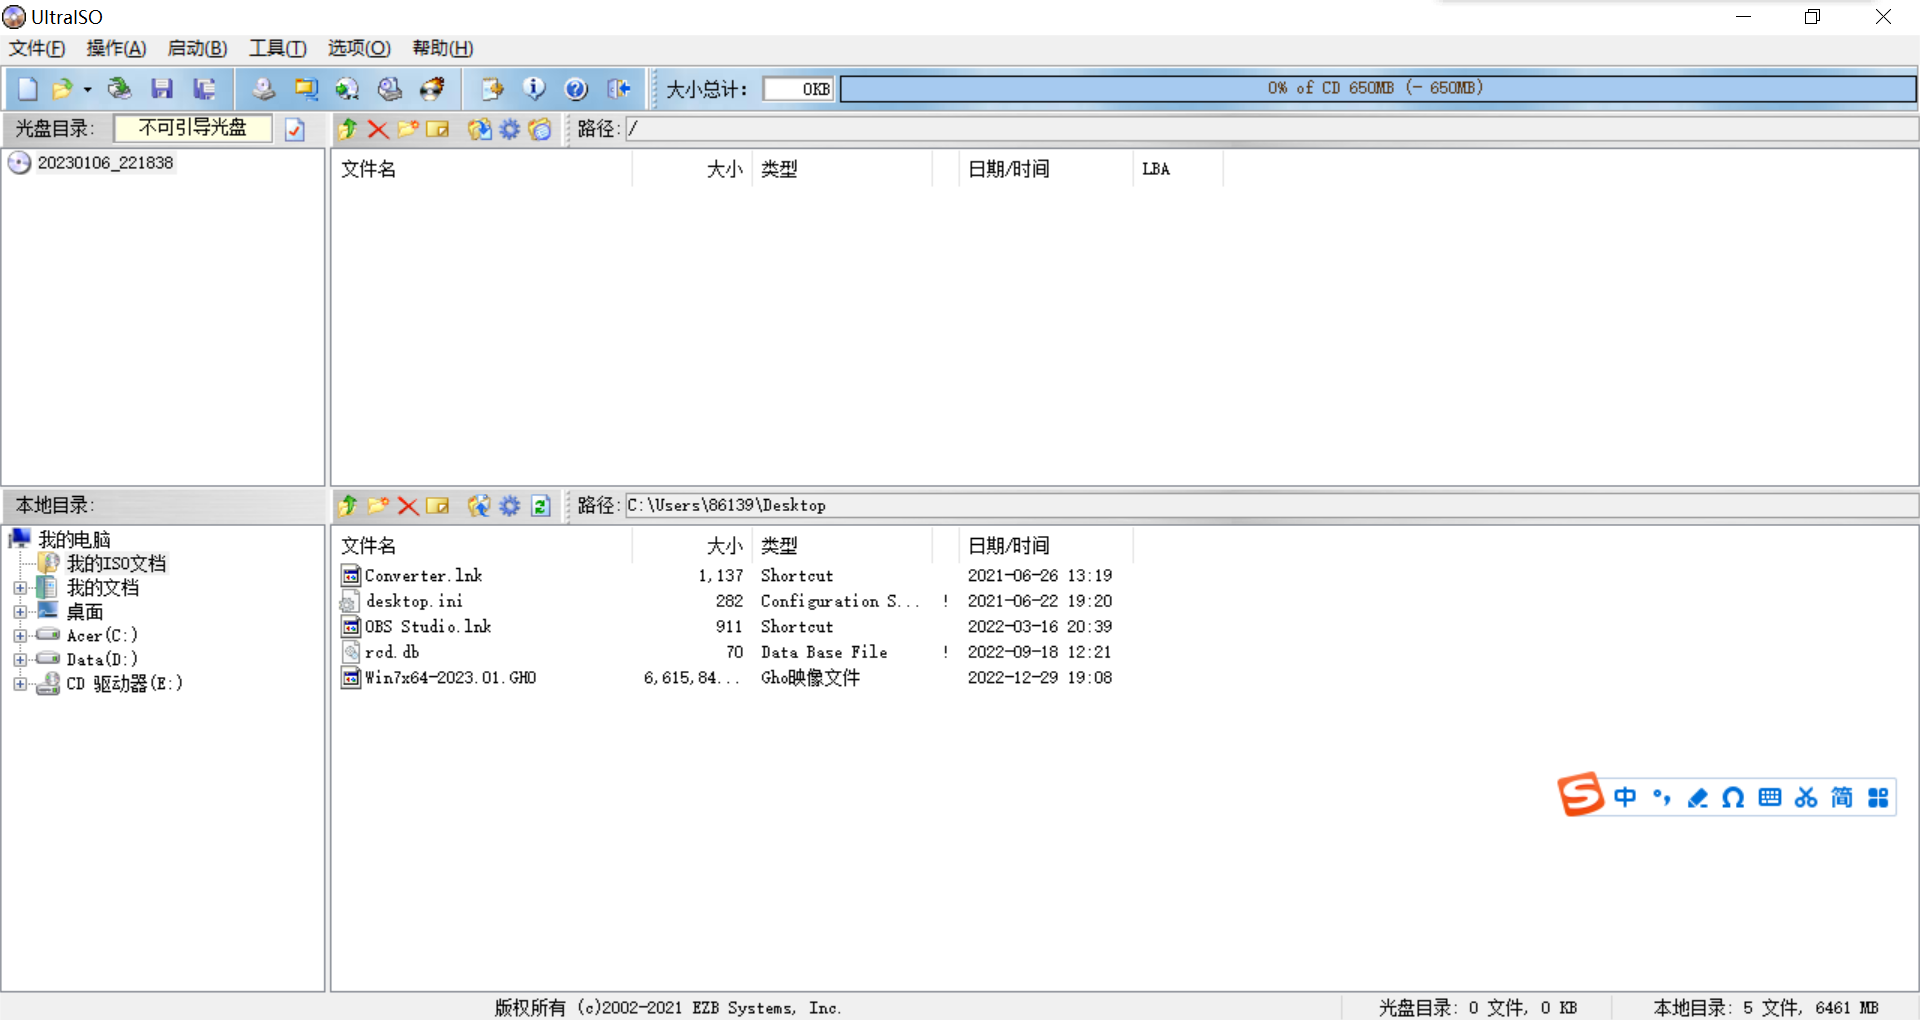 UltraISO
文件(F) 操作(A) 启动(B) 工具(T) 选项(O) 帮助(H)
大小总计： 0KB 0% of CD 650MB (- 650MB)
光盘目录： 不可引导光盘 路径：/
20230106_221838
文件名 大小 类型 日期/时间 LBA
本地目录： 路径：C:\Users\86139\Desktop
我的电脑
我的ISO文档
我的文档
桌面
Acer(C:)
Data(D:)
CD 驱动器(E:)
文件名 大小 类型 日期/时间
Converter.lnk 1,137 Shortcut 2021-06-26 13:19
desktop.ini 282 Configuration S... ! 2021-06-22 19:20
OBS Studio.lnk 911 Shortcut 2022-03-16 20:39
rcd.db 70 Data Base File ! 2022-09-18 12:21
Win7x64-2023.01.GHO 6,615,84... Gho映像文件 2022-12-29 19:08
S 中 °, Ω 简
版权所有 (c)2002-2021 EZB Systems, Inc. 光盘目录：0 文件, 0 KB 本地目录：5 文件, 6461 MB